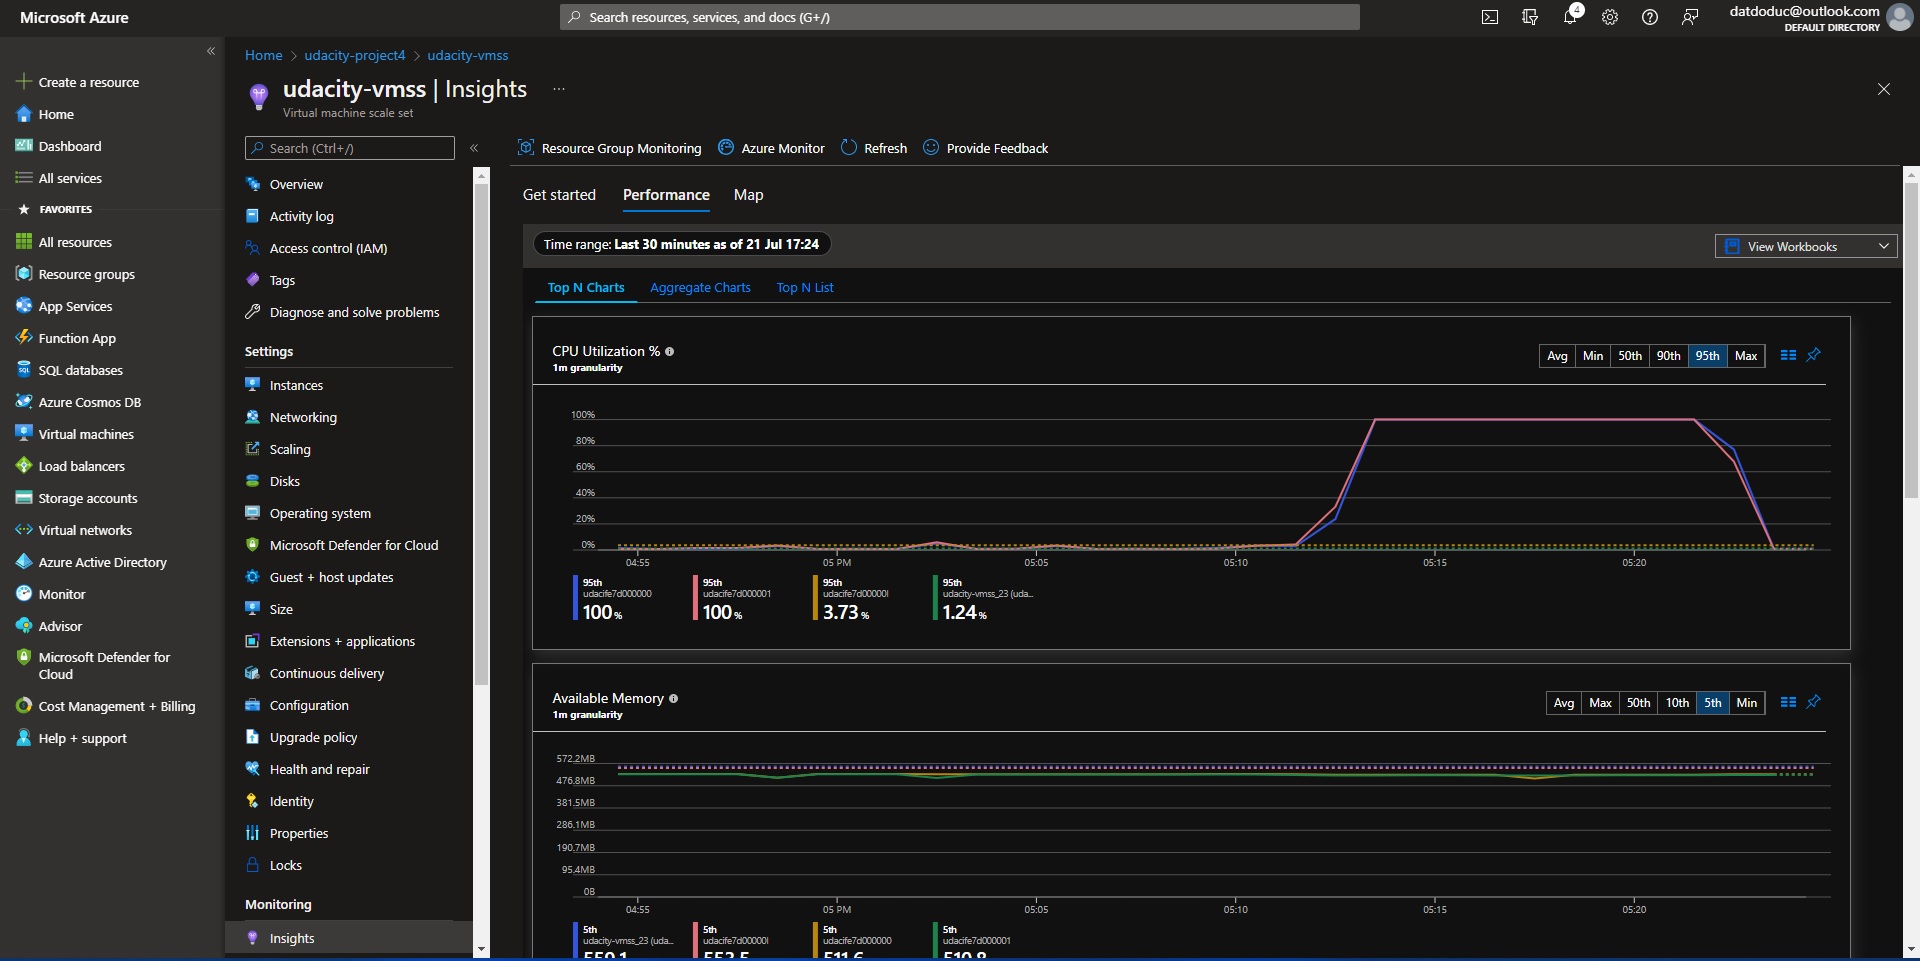 Microsoft Azure
Search resources, services, and docs (G+/)
4
datdoduc@outlook.com
DEFAULT DIRECTORY
Create a resource
Home
Dashboard
All services
FAVORITES
All resources
Resource groups
App Services
Function App
SQL databases
Azure Cosmos DB
Virtual machines
Load balancers
Storage accounts
Virtual networks
Azure Active Directory
Monitor
Advisor
Microsoft Defender for
Cloud
Cost Management + Billing
Help + support
Home > udacity-project4 > udacity-vmss
udacity-vmss | Insights ...
Virtual machine scale set
Search (Ctrl+/)
Overview
Activity log
Access control (IAM)
Tags
Diagnose and solve problems
Settings
Instances
Networking
Scaling
Disks
Operating system
Microsoft Defender for Cloud
Guest + host updates
Size
Extensions + applications
Continuous delivery
Configuration
Upgrade policy
Health and repair
Identity
Properties
Locks
Monitoring
Insights
Resource Group Monitoring Azure Monitor Refresh Provide Feedback
Get started Performance Map
Time range: Last 30 minutes as of 21 Jul 17:24
View Workbooks
Top N Charts Aggregate Charts Top N List
CPU Utilization %
1m granularity
Avg Min 50th 90th 95th Max
100%
80%
60%
40%
20%
0%
04:55 05 PM 05:05 05:10 05:15 05:20
95th 95th 95th 95th
udacife7d000000 udacife7d000001 udacife7d00000l udacity-vmss_23 (uda...
100 % 100 % 3.73 % 1.24 %
Available Memory
1m granularity
Avg Max 50th 10th 5th Min
572.2MB
476.8MB
381.5MB
286.1MB
190.7MB
95.4MB
0B
04:55 05 PM 05:05 05:10 05:15 05:20
5th 5th 5th 5th
udacity-vmss_23 (uda... udacife7d00000l udacife7d000000 udacife7d000001